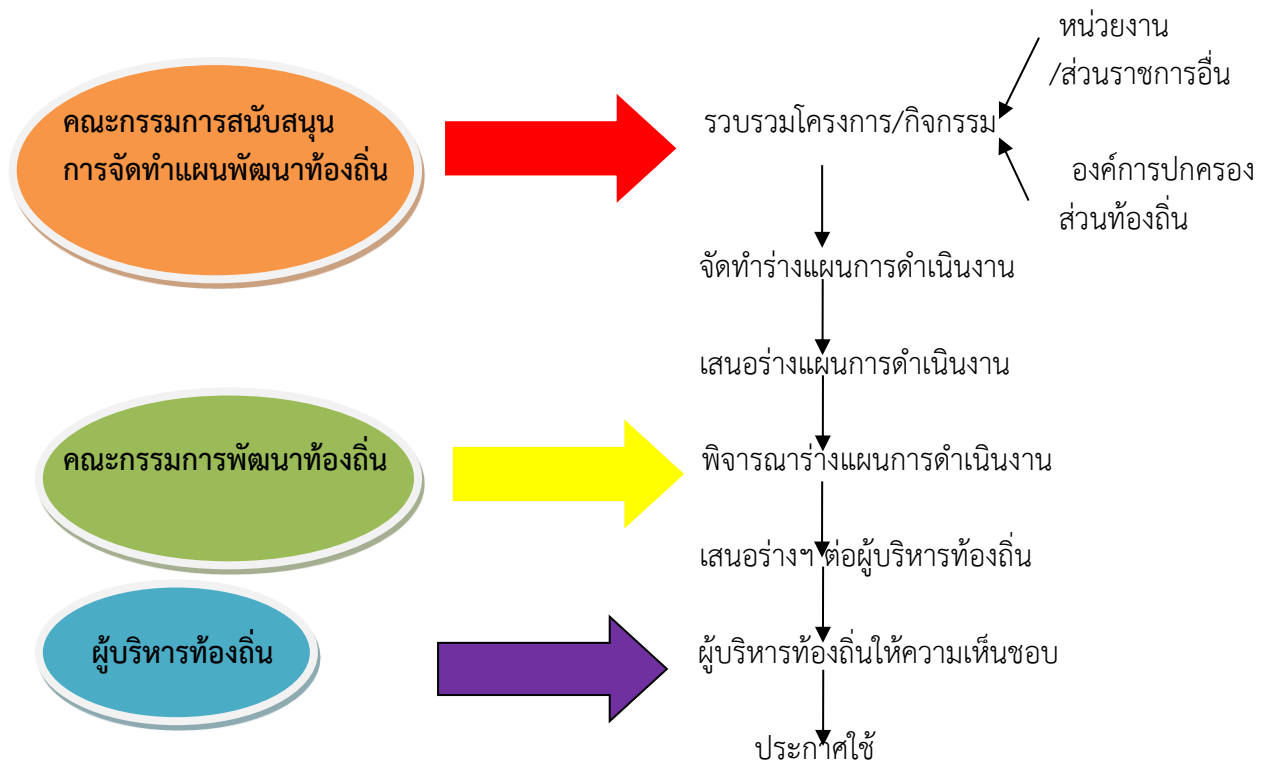 หน่วยงาน
/ส่วนราชการอื่น
คณะกรรมการสนับสนุน
การจัดทำแผนพัฒนาท้องถิ่น
รวบรวมโครงการ/กิจกรรม
องค์การปกครอง
ส่วนท้องถิ่น
จัดทำร่างแผนการดำเนินงาน
เสนอร่างแผนการดำเนินงาน
คณะกรรมการพัฒนาท้องถิ่น
พิจารณาร่างแผนการดำเนินงาน
เสนอร่างฯ ต่อผู้บริหารท้องถิ่น
ผู้บริหารท้องถิ่น
ผู้บริหารท้องถิ่นให้ความเห็นชอบ
ประกาศใช้